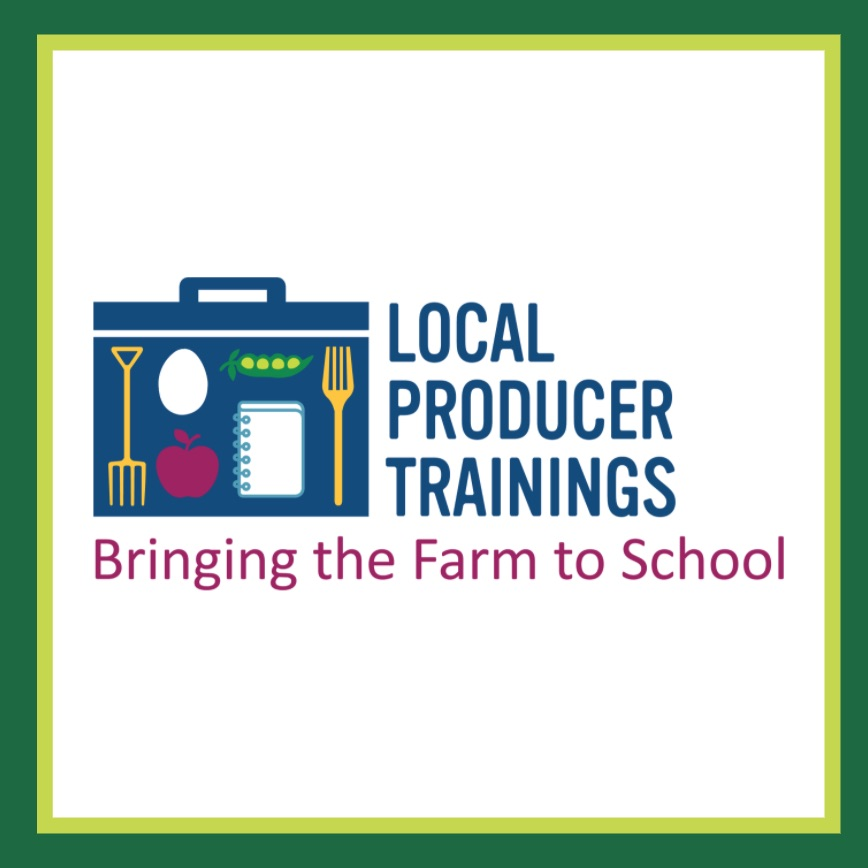 LOCAL
PRODUCER
TRAININGS
Bringing the Farm to School